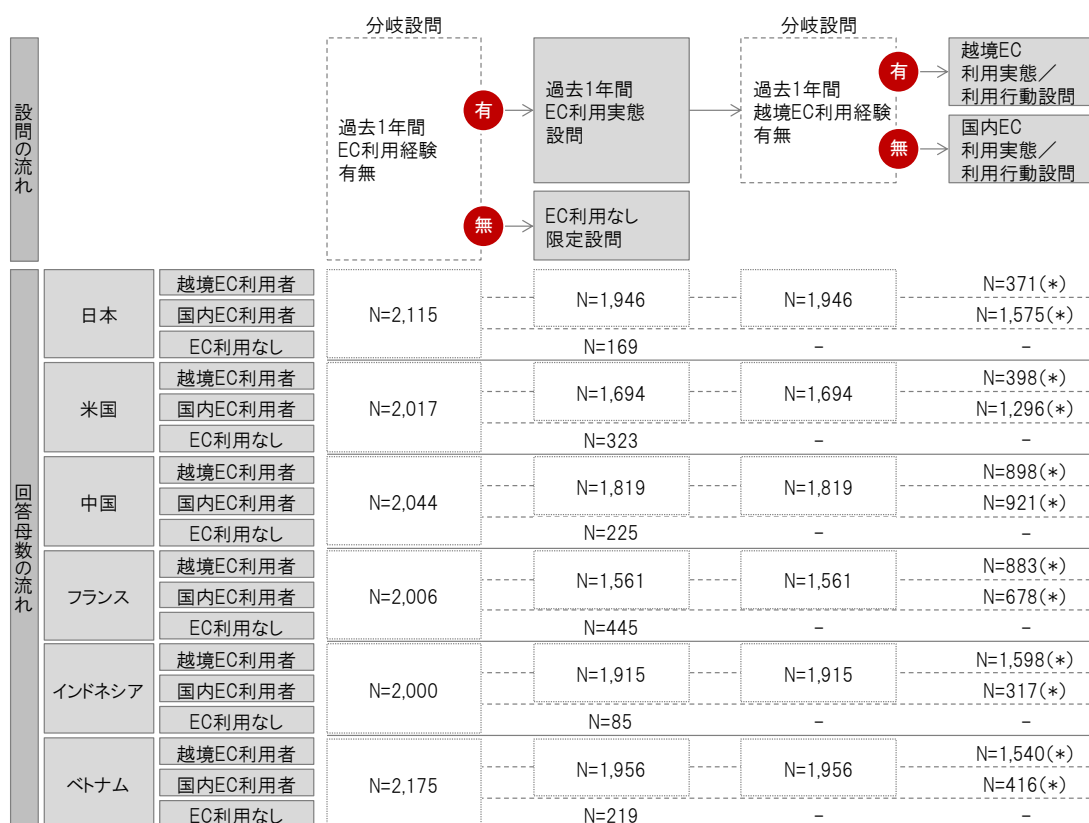 分岐設問
分岐設問
設問の流れ
過去1年間
EC利用経験
有無
有
無
過去1年間
EC利用実態
設問
EC利用なし
限定設問
過去1年間
越境EC利用経験
有無
有
無
越境EC
利用実態／
利用行動設問
国内EC
利用実態／
利用行動設問
回答母数の流れ
日本
越境EC利用者
国内EC利用者
EC利用なし
N=2,115
N=1,946
N=1,946
N=371(*)
N=1,575(*)
N=169
－
－
米国
越境EC利用者
国内EC利用者
EC利用なし
N=2,017
N=1,694
N=1,694
N=398(*)
N=1,296(*)
N=323
－
－
中国
越境EC利用者
国内EC利用者
EC利用なし
N=2,044
N=1,819
N=1,819
N=898(*)
N=921(*)
N=225
－
－
フランス
越境EC利用者
国内EC利用者
EC利用なし
N=2,006
N=1,561
N=1,561
N=883(*)
N=678(*)
N=445
－
－
インドネシア
越境EC利用者
国内EC利用者
EC利用なし
N=2,000
N=1,915
N=1,915
N=1,598(*)
N=317(*)
N=85
－
－
ベトナム
越境EC利用者
国内EC利用者
EC利用なし
N=2,175
N=1,956
N=1,956
N=1,540(*)
N=416(*)
N=219
－
－